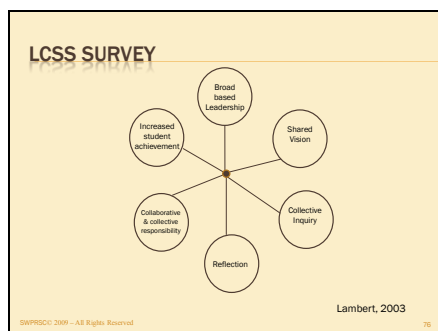 LCSS SURVEY
Broad
based
Leadership
Increased
student
achievement
Shared
Vision
Collaborative
& collective
responsibility
Collective
Inquiry
Reflection
Lambert, 2003
SWPRSC© 2009 – All Rights Reserved
76